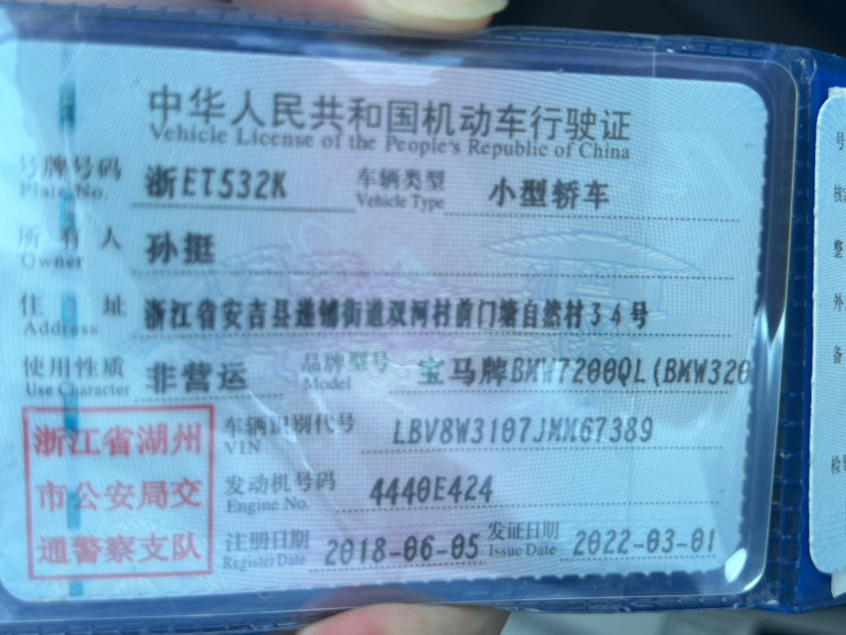 中华人民共和国机动车行驶证
Vehicle License of the People's Republic of China
号牌号码 浙ET532K 车辆类型 小型轿车
Plate No. Vehicle Type
所有人 孙挺
Owner
住址 浙江省安吉县递铺街道双河村前门塘自然村34号
Address
使用性质 非营运 品牌型号 宝马牌BMW7200QL(BMW320
Use Character Model
浙江省湖州
市公安局交
通警察支队
车辆识别代号 LBV8W3107JMM67389
VIN
发动机号码 4440E424
Engine No.
注册日期 2018-06-05 发证日期 2022-03-01
Register Date Issue Date
号
核
整
外
备
检